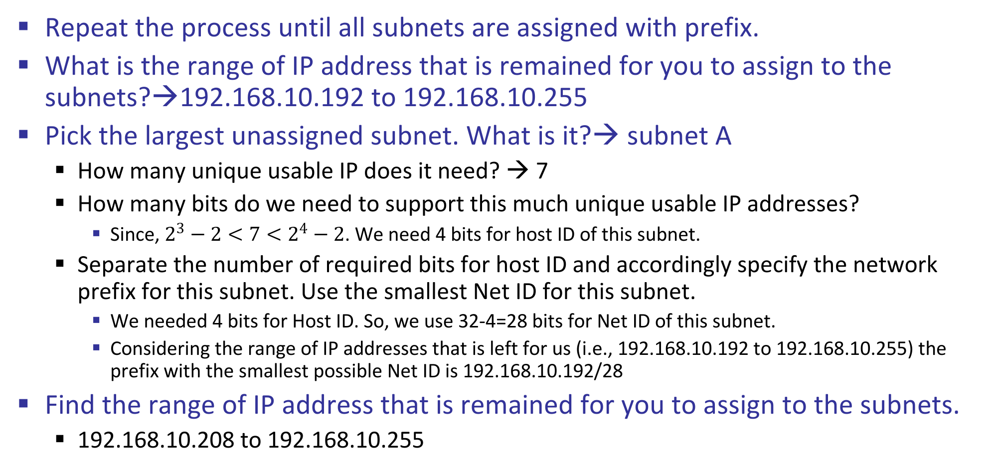 ▪ Repeat the process until all subnets are assigned with prefix.
▪ What is the range of IP address that is remained for you to assign to the
subnets?→192.168.10.192 to 192.168.10.255
▪ Pick the largest unassigned subnet. What is it?→ subnet A
▪ How many unique usable IP does it need? → 7
▪ How many bits do we need to support this much unique usable IP addresses?
▪ Since, 2³ − 2 < 7 < 2⁴ − 2. We need 4 bits for host ID of this subnet.
▪ Separate the number of required bits for host ID and accordingly specify the network
prefix for this subnet. Use the smallest Net ID for this subnet.
▪ We needed 4 bits for Host ID. So, we use 32-4=28 bits for Net ID of this subnet.
▪ Considering the range of IP addresses that is left for us (i.e., 192.168.10.192 to 192.168.10.255) the
prefix with the smallest possible Net ID is 192.168.10.192/28
▪ Find the range of IP address that is remained for you to assign to the subnets.
▪ 192.168.10.208 to 192.168.10.255